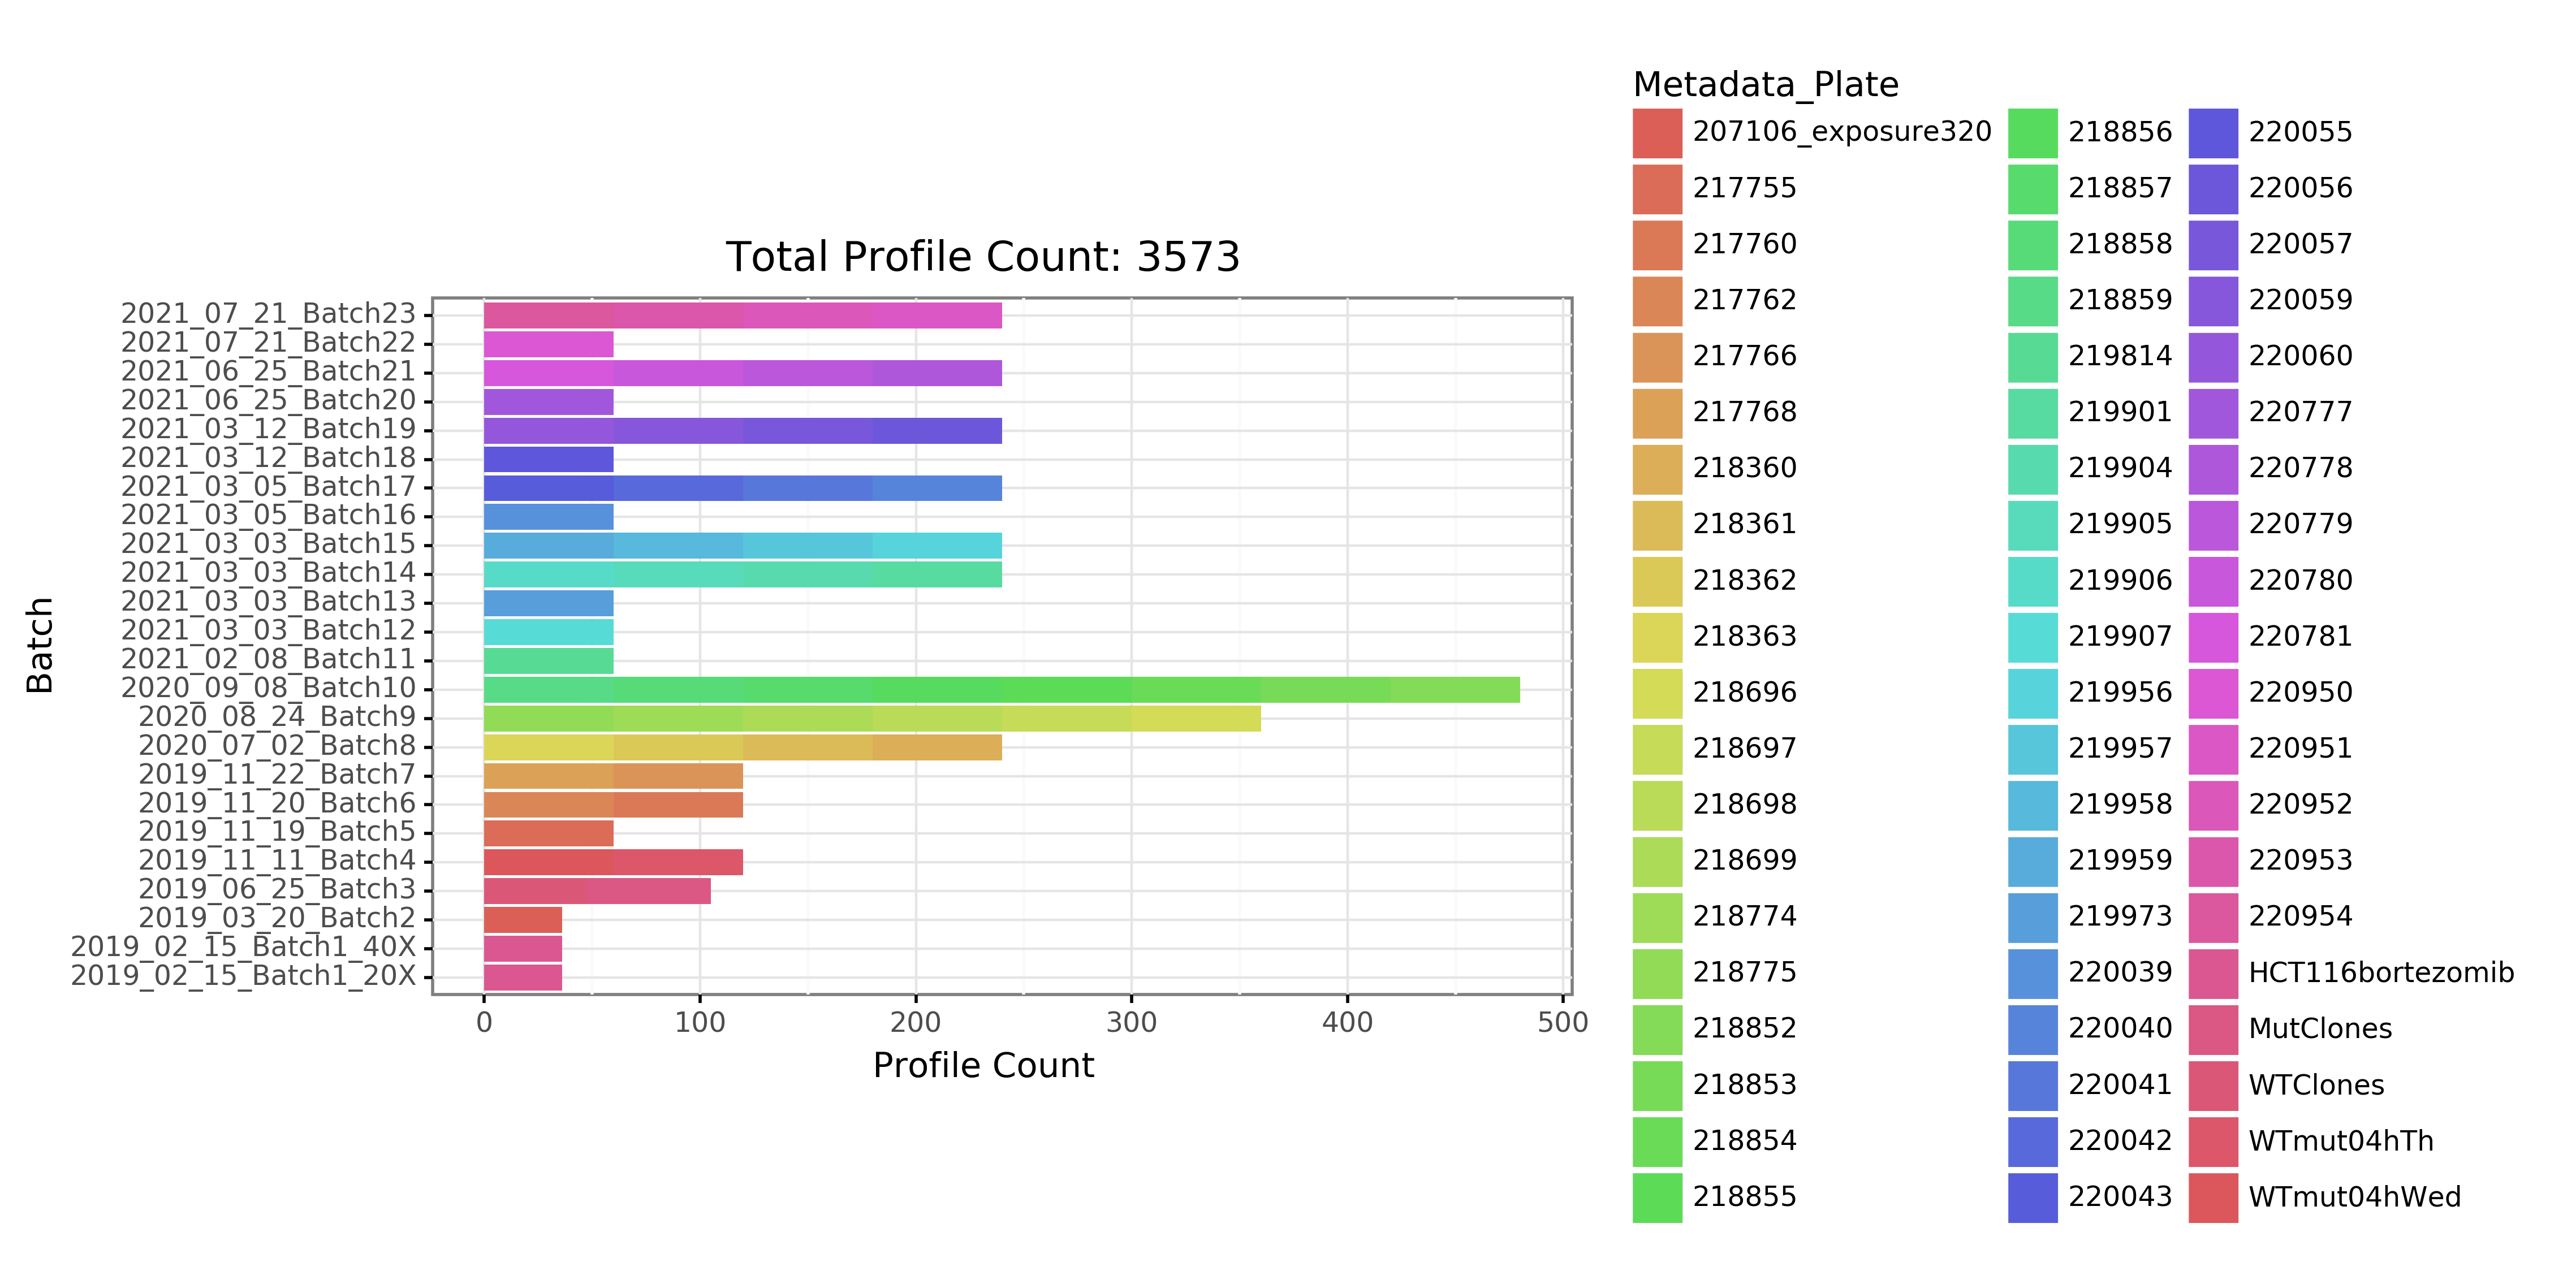 Total Profile Count: 3573
Batch
2021_07_21_Batch23
2021_07_21_Batch22
2021_06_25_Batch21
2021_06_25_Batch20
2021_03_12_Batch19
2021_03_12_Batch18
2021_03_05_Batch17
2021_03_05_Batch16
2021_03_03_Batch15
2021_03_03_Batch14
2021_03_03_Batch13
2021_03_03_Batch12
2021_02_08_Batch11
2020_09_08_Batch10
2020_08_24_Batch9
2020_07_02_Batch8
2019_11_22_Batch7
2019_11_20_Batch6
2019_11_19_Batch5
2019_11_11_Batch4
2019_06_25_Batch3
2019_03_20_Batch2
2019_02_15_Batch1_40X
2019_02_15_Batch1_20X
0 100 200 300 400 500
Profile Count
Metadata_Plate
207106_exposure320
217755
217760
217762
217766
217768
218360
218361
218362
218363
218696
218697
218698
218699
218774
218775
218852
218853
218854
218855
218856
218857
218858
218859
219814
219901
219904
219905
219906
219907
219956
219957
219958
219959
219973
220039
220040
220041
220042
220043
220055
220056
220057
220059
220060
220777
220778
220779
220780
220781
220950
220951
220952
220953
220954
HCT116bortezomib
MutClones
WTClones
WTmut04hTh
WTmut04hWed